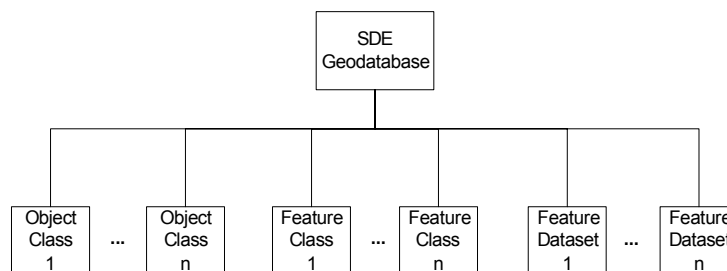 SDE
Geodatabase
Object
Class
1
...
Object
Class
n
Feature
Class
1
...
Feature
Class
n
Feature
Dataset
1
...
Feature
Dataset
n